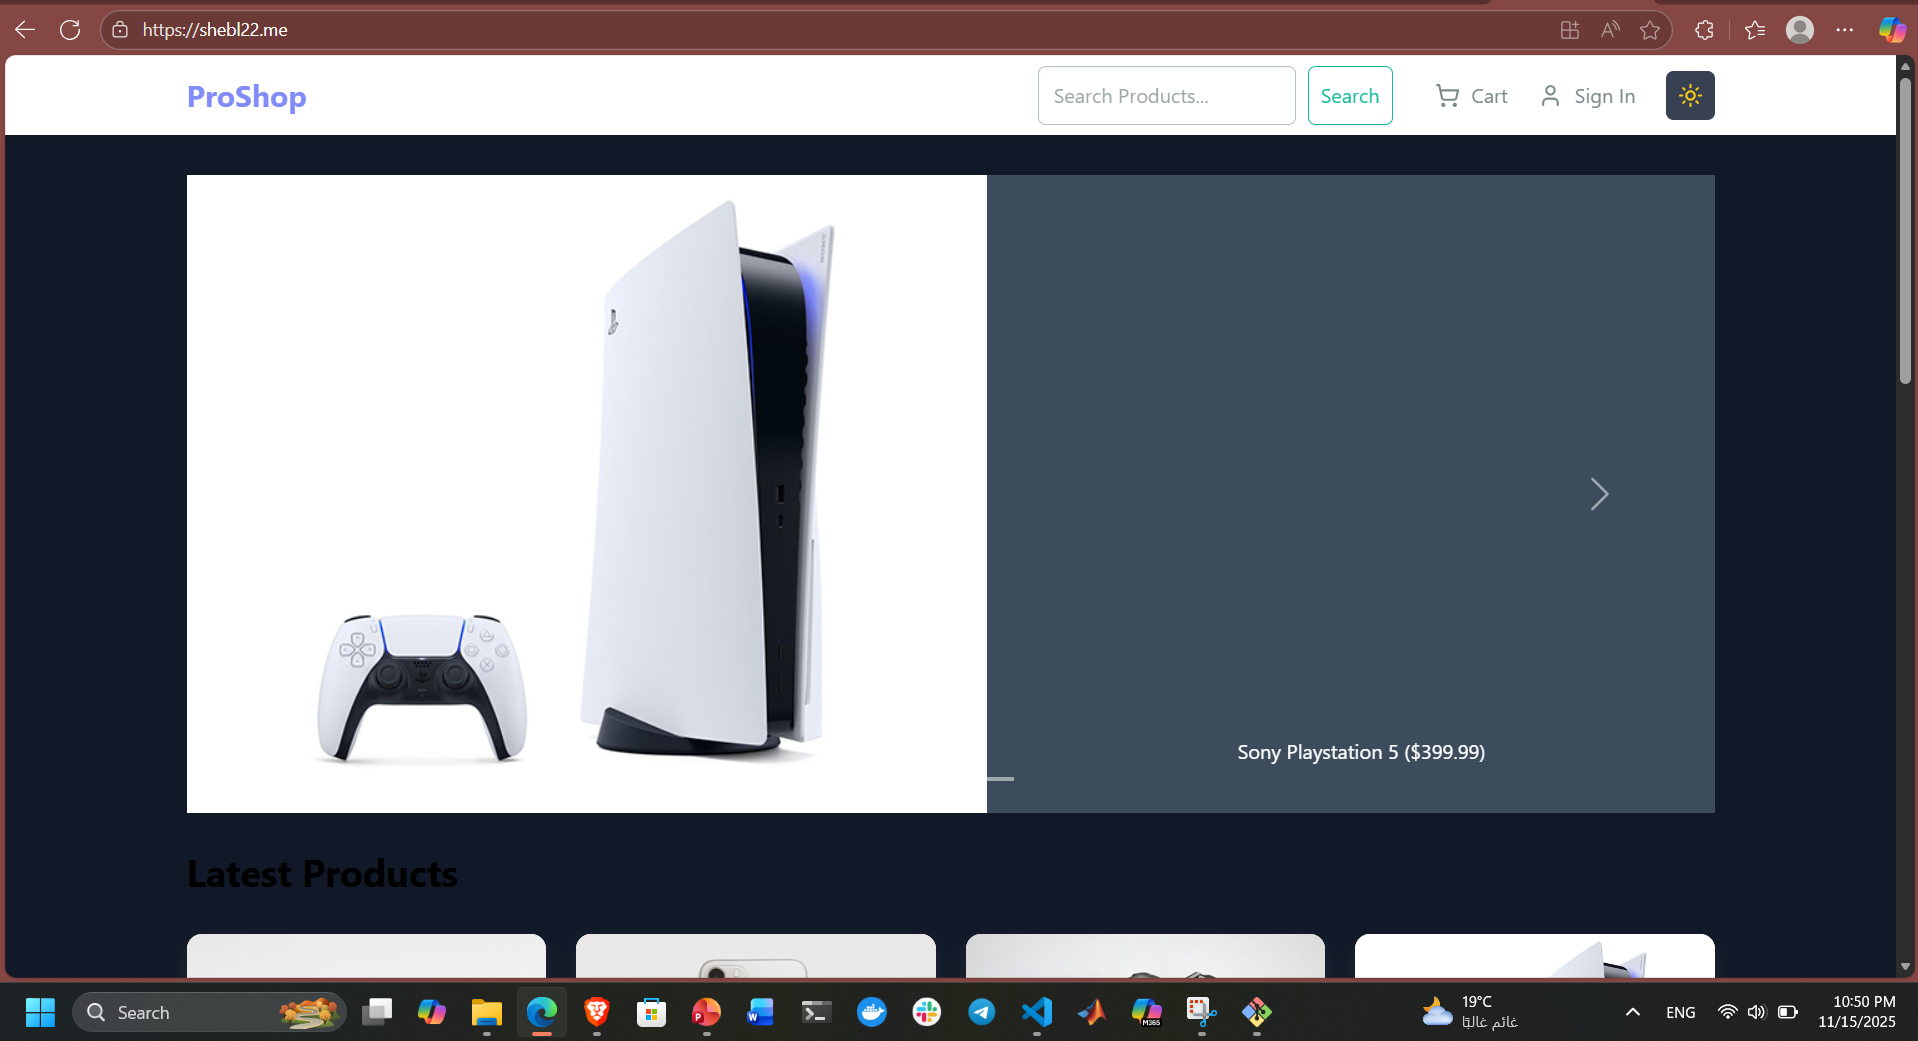 https://shebl22.me
ProShop
Search Products...
Search
Cart
Sign In
Sony Playstation 5 ($399.99)
Latest Products
Search
M365
19°C
غائم غالبًا
ENG
10:50 PM
11/15/2025